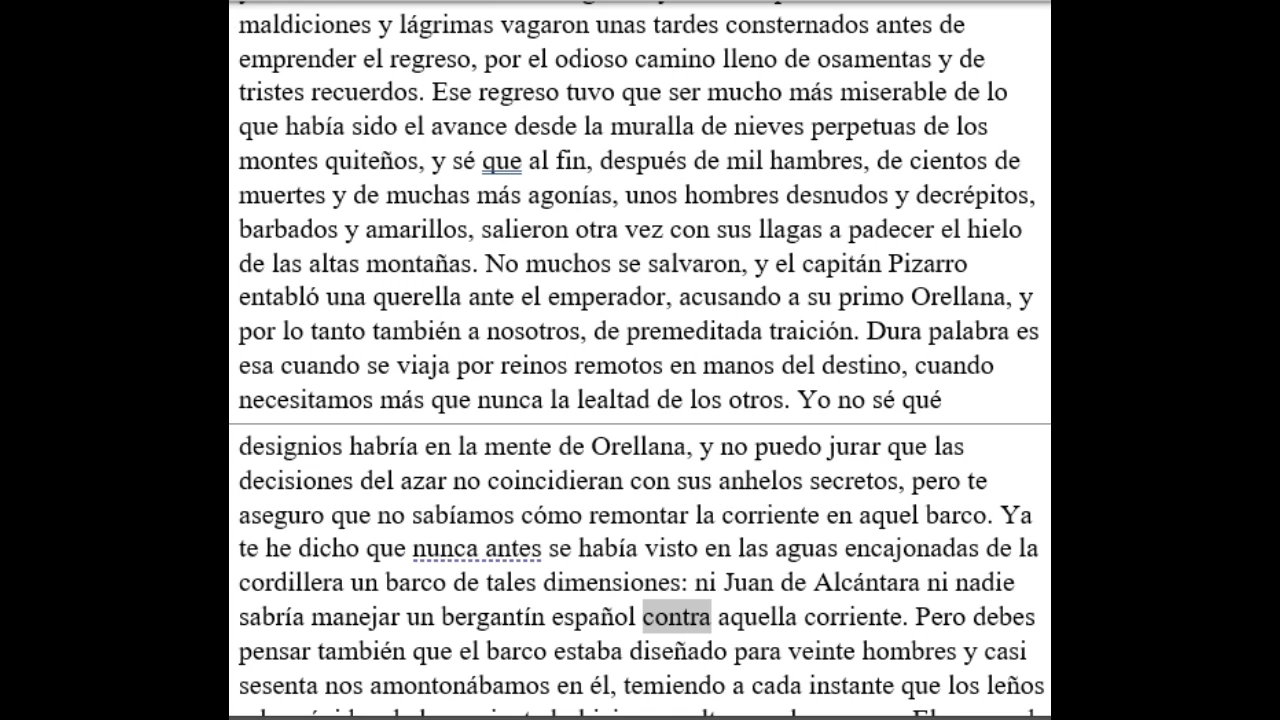 maldiciones y lágrimas vagaron unas tardes consternados antes de
emprender el regreso, por el odioso camino lleno de osamentas y de
tristes recuerdos. Ese regreso tuvo que ser mucho más miserable de lo
que había sido el avance desde la muralla de nieves perpetuas de los
montes quiteños, y sé que al fin, después de mil hambres, de cientos de
muertes y de muchas más agonías, unos hombres desnudos y decrépitos,
barbados y amarillos, salieron otra vez con sus llagas a padecer el hielo
de las altas montañas. No muchos se salvaron, y el capitán Pizarro
entabló una querella ante el emperador, acusando a su primo Orellana, y
por lo tanto también a nosotros, de premeditada traición. Dura palabra es
esa cuando se viaja por reinos remotos en manos del destino, cuando
necesitamos más que nunca la lealtad de los otros. Yo no sé qué
designios habría en la mente de Orellana, y no puedo jurar que las
decisiones del azar no coincidieran con sus anhelos secretos, pero te
aseguro que no sabíamos cómo remontar la corriente en aquel barco. Ya
te he dicho que nunca antes se había visto en las aguas encajonadas de la
cordillera un barco de tales dimensiones: ni Juan de Alcántara ni nadie
sabría manejar un bergantín español contra aquella corriente. Pero debes
pensar también que el barco estaba diseñado para veinte hombres y casi
sesenta nos amontonábamos en él, temiendo a cada instante que los leños